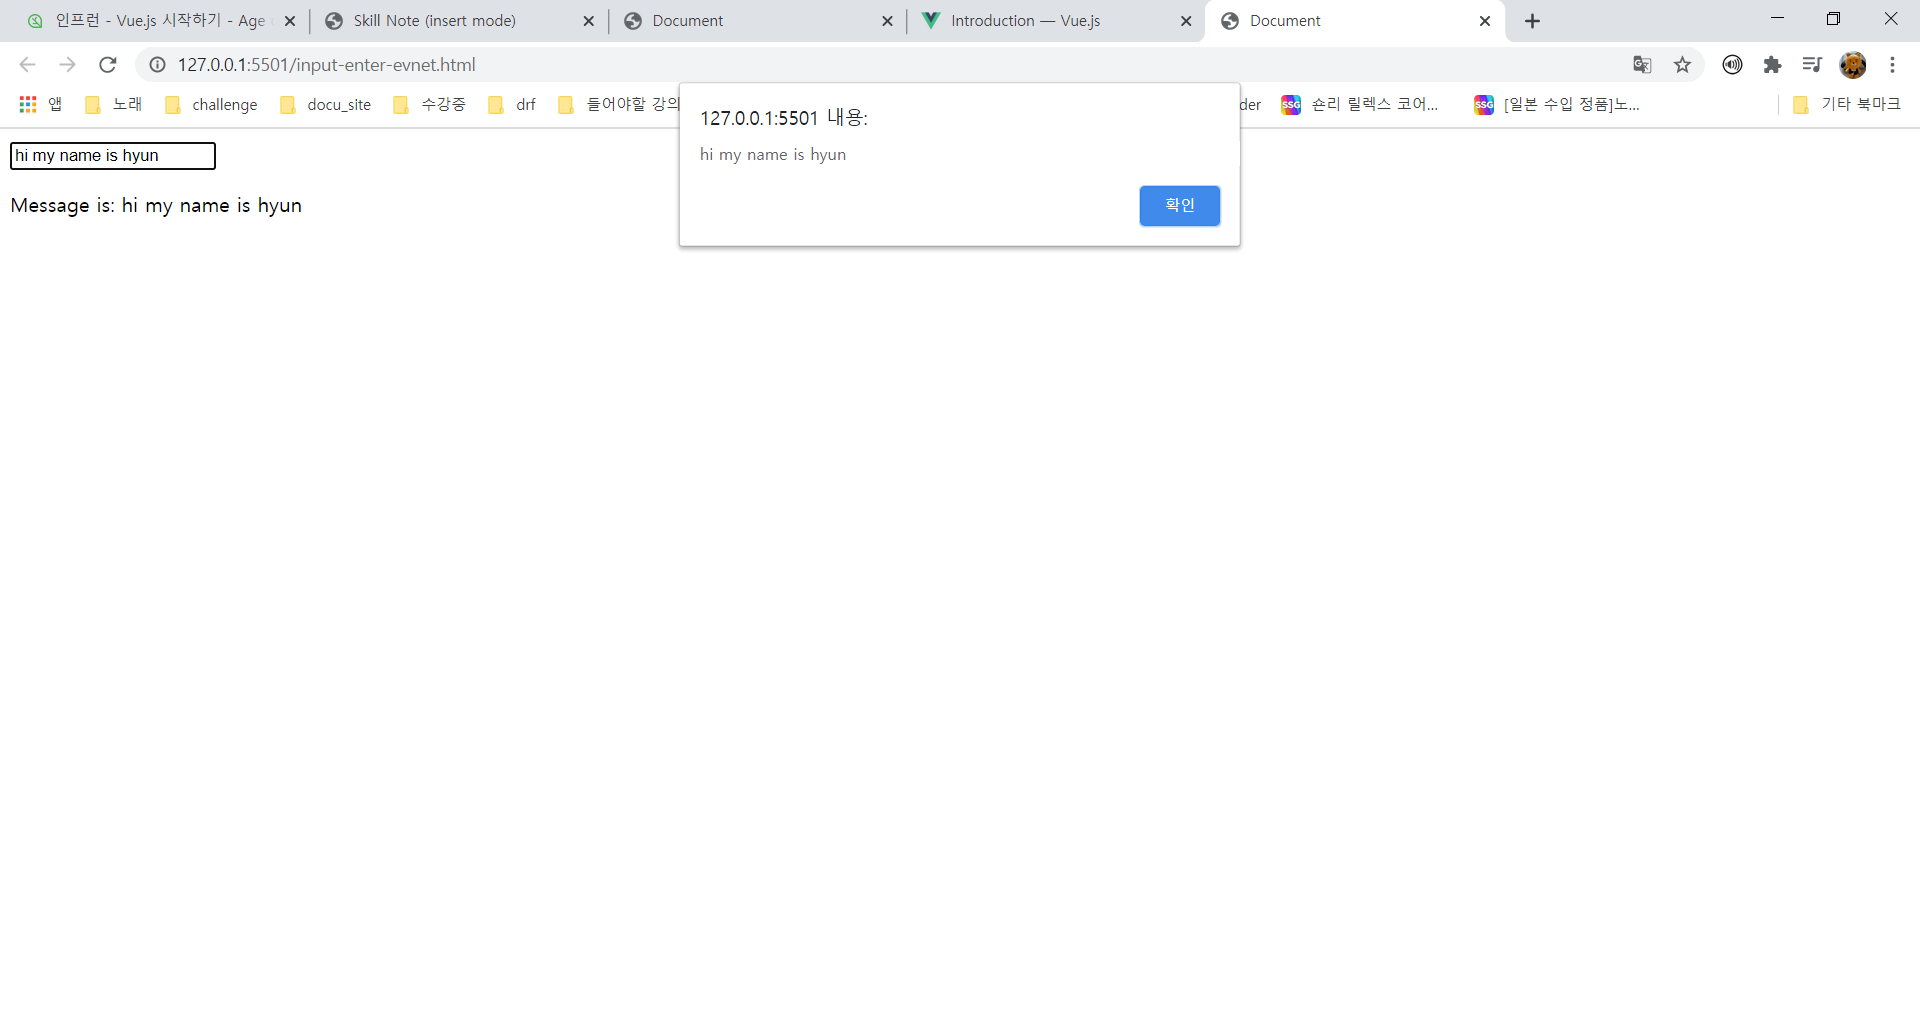 인프런 - Vue.js 시작하기 - Age
Skill Note (insert mode)
Document
Introduction — Vue.js
Document
127.0.0.1:5501/input-enter-evnet.html
앱
노래
challenge
docu_site
수강중
drf
들어야할 강의
der
SSG
숀리 릴렉스 코어...
SSG
[일본 수입 정품]노...
기타 북마크
127.0.0.1:5501 내용:
hi my name is hyun
확인
hi my name is hyun
Message is: hi my name is hyun